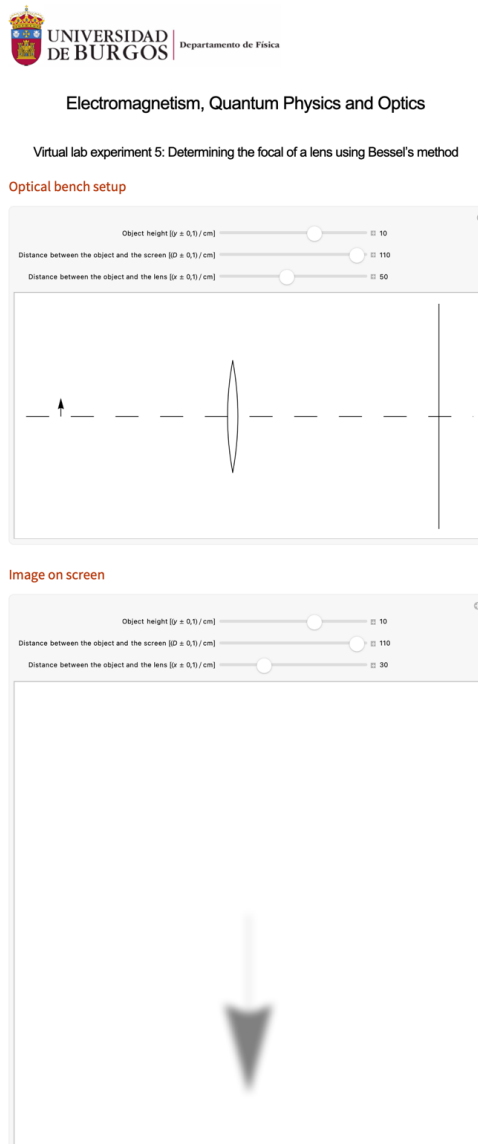 UNIVERSIDAD
DE BURGOS
Departamento de Física
Electromagnetism, Quantum Physics and Optics
Virtual lab experiment 5: Determining the focal of a lens using Bessel's method
Optical bench setup
Object height [(y ± 0,1) / cm] 10
Distance between the object and the screen [(D ± 0,1) / cm] 110
Distance between the object and the lens [(x ± 0,1) / cm] 50
Image on screen
Object height [(y ± 0,1) / cm] 10
Distance between the object and the screen [(D ± 0,1) / cm] 110
Distance between the object and the lens [(x ± 0,1) / cm] 30